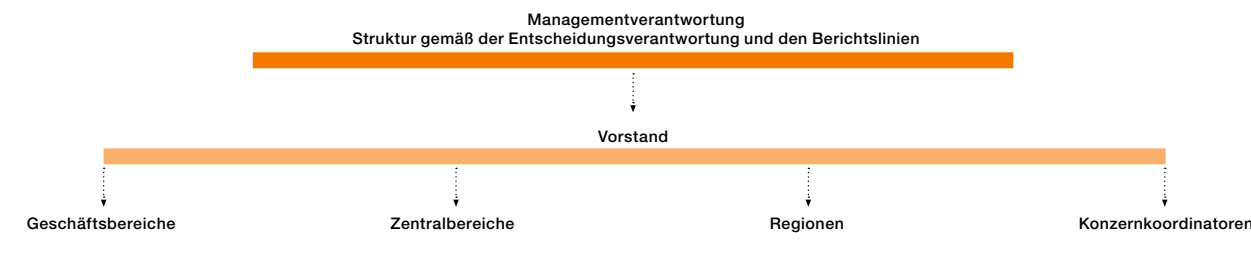 Managementverantwortung
Struktur gemäß der Entscheidungsverantwortung und den Berichtslinien
Vorstand
Geschäftsbereiche
Zentralbereiche
Regionen
Konzernkoordinatoren